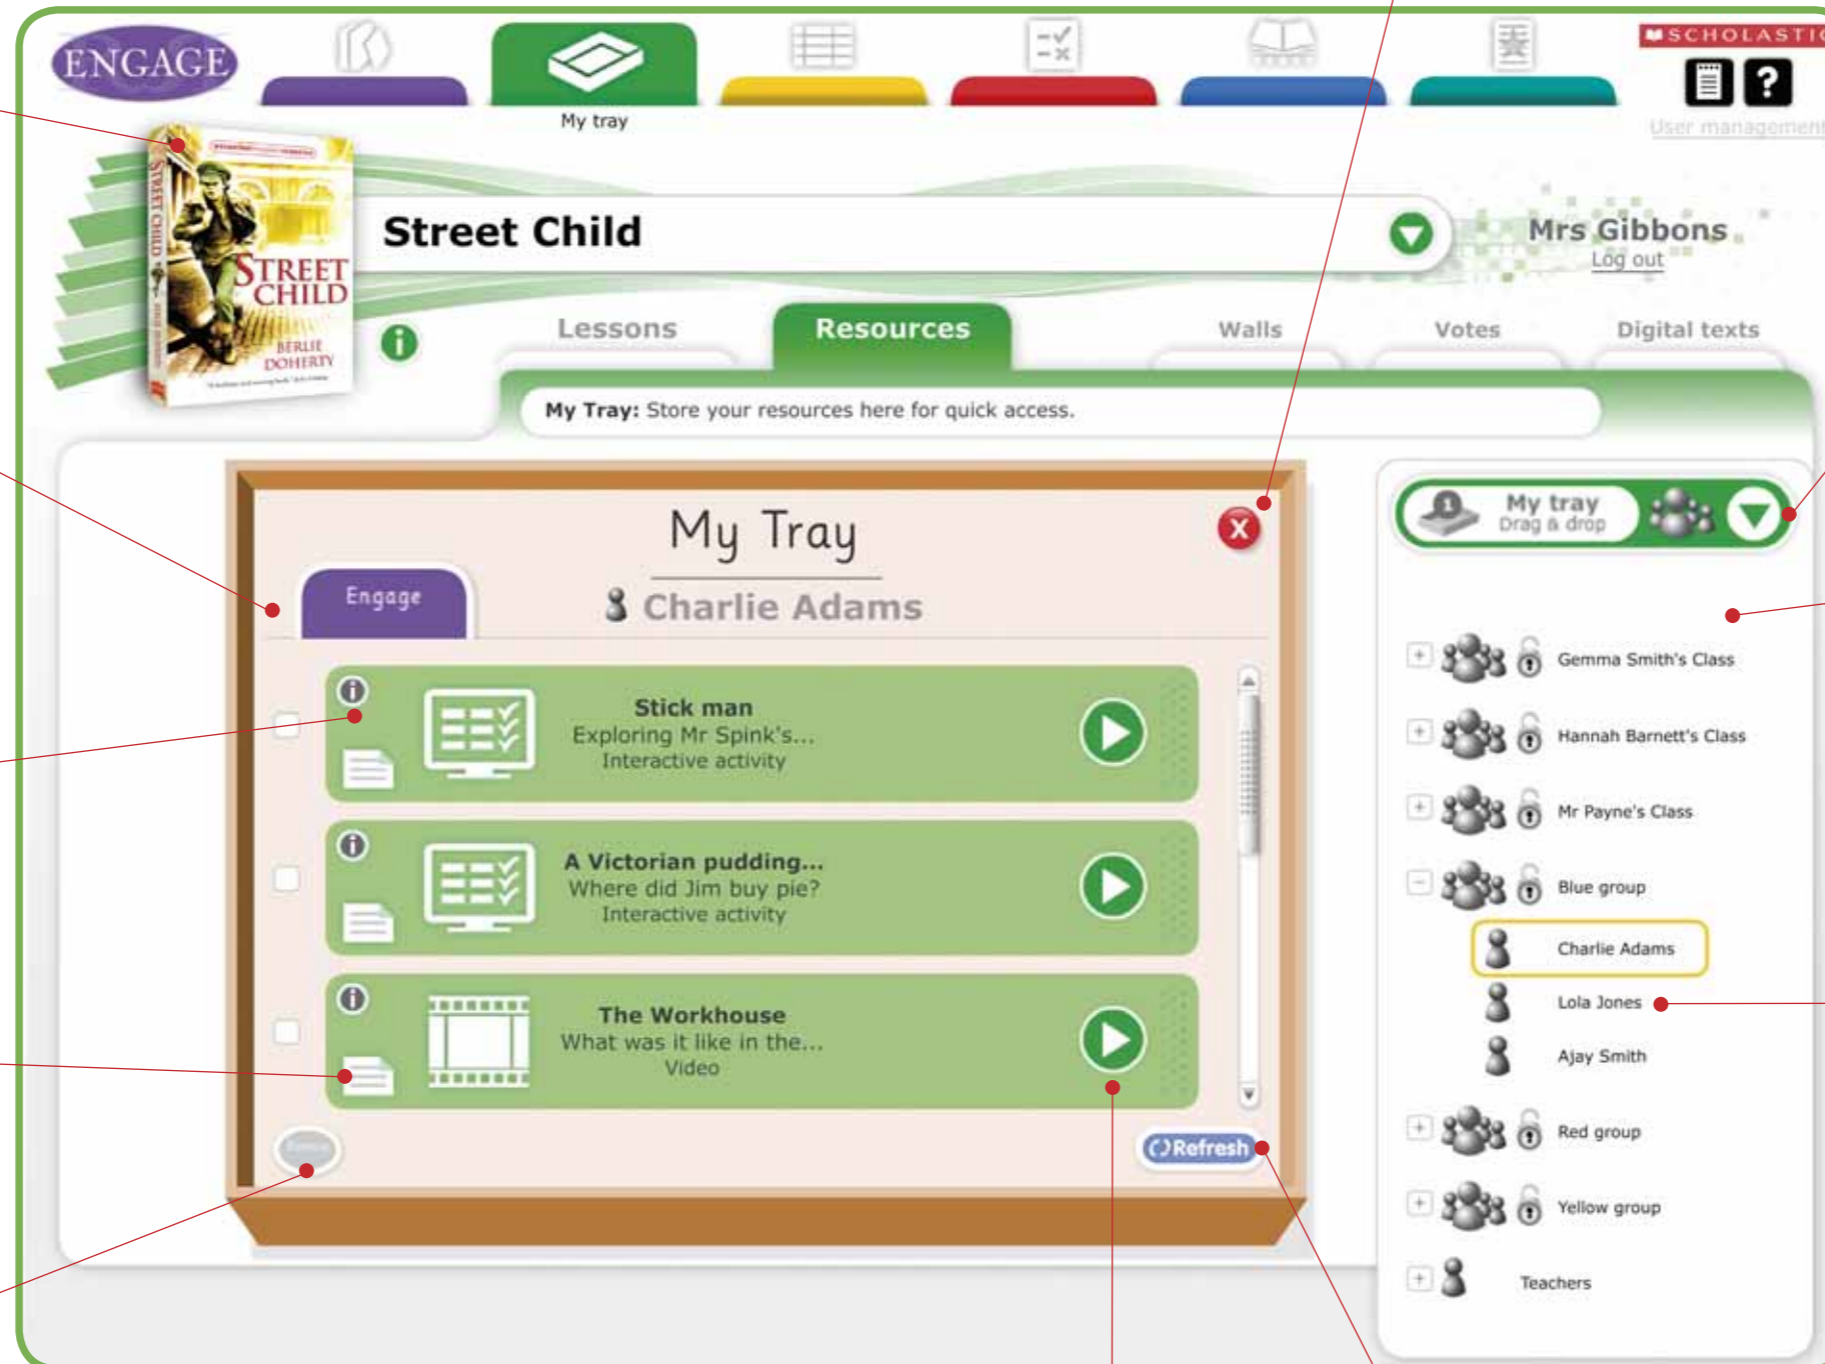 ENGAGE
SCHOLASTIC
My tray
User management
STREET CHILD
STREET
CHILD
BERLIE
DOHERTY
Street Child
Mrs Gibbons
Log out
Lessons
Resources
Walls
Votes
Digital texts
My Tray: Store your resources here for quick access.
My Tray
Engage
Charlie Adams
Stick man
Exploring Mr Spink's...
Interactive activity
A Victorian pudding...
Where did Jim buy pie?
Interactive activity
The Workhouse
What was it like in the...
Video
Refresh
1
My tray
Drag & drop
Gemma Smith's Class
Hannah Barnett's Class
Mr Payne's Class
Blue group
Charlie Adams
Lola Jones
Ajay Smith
Red group
Yellow group
Teachers